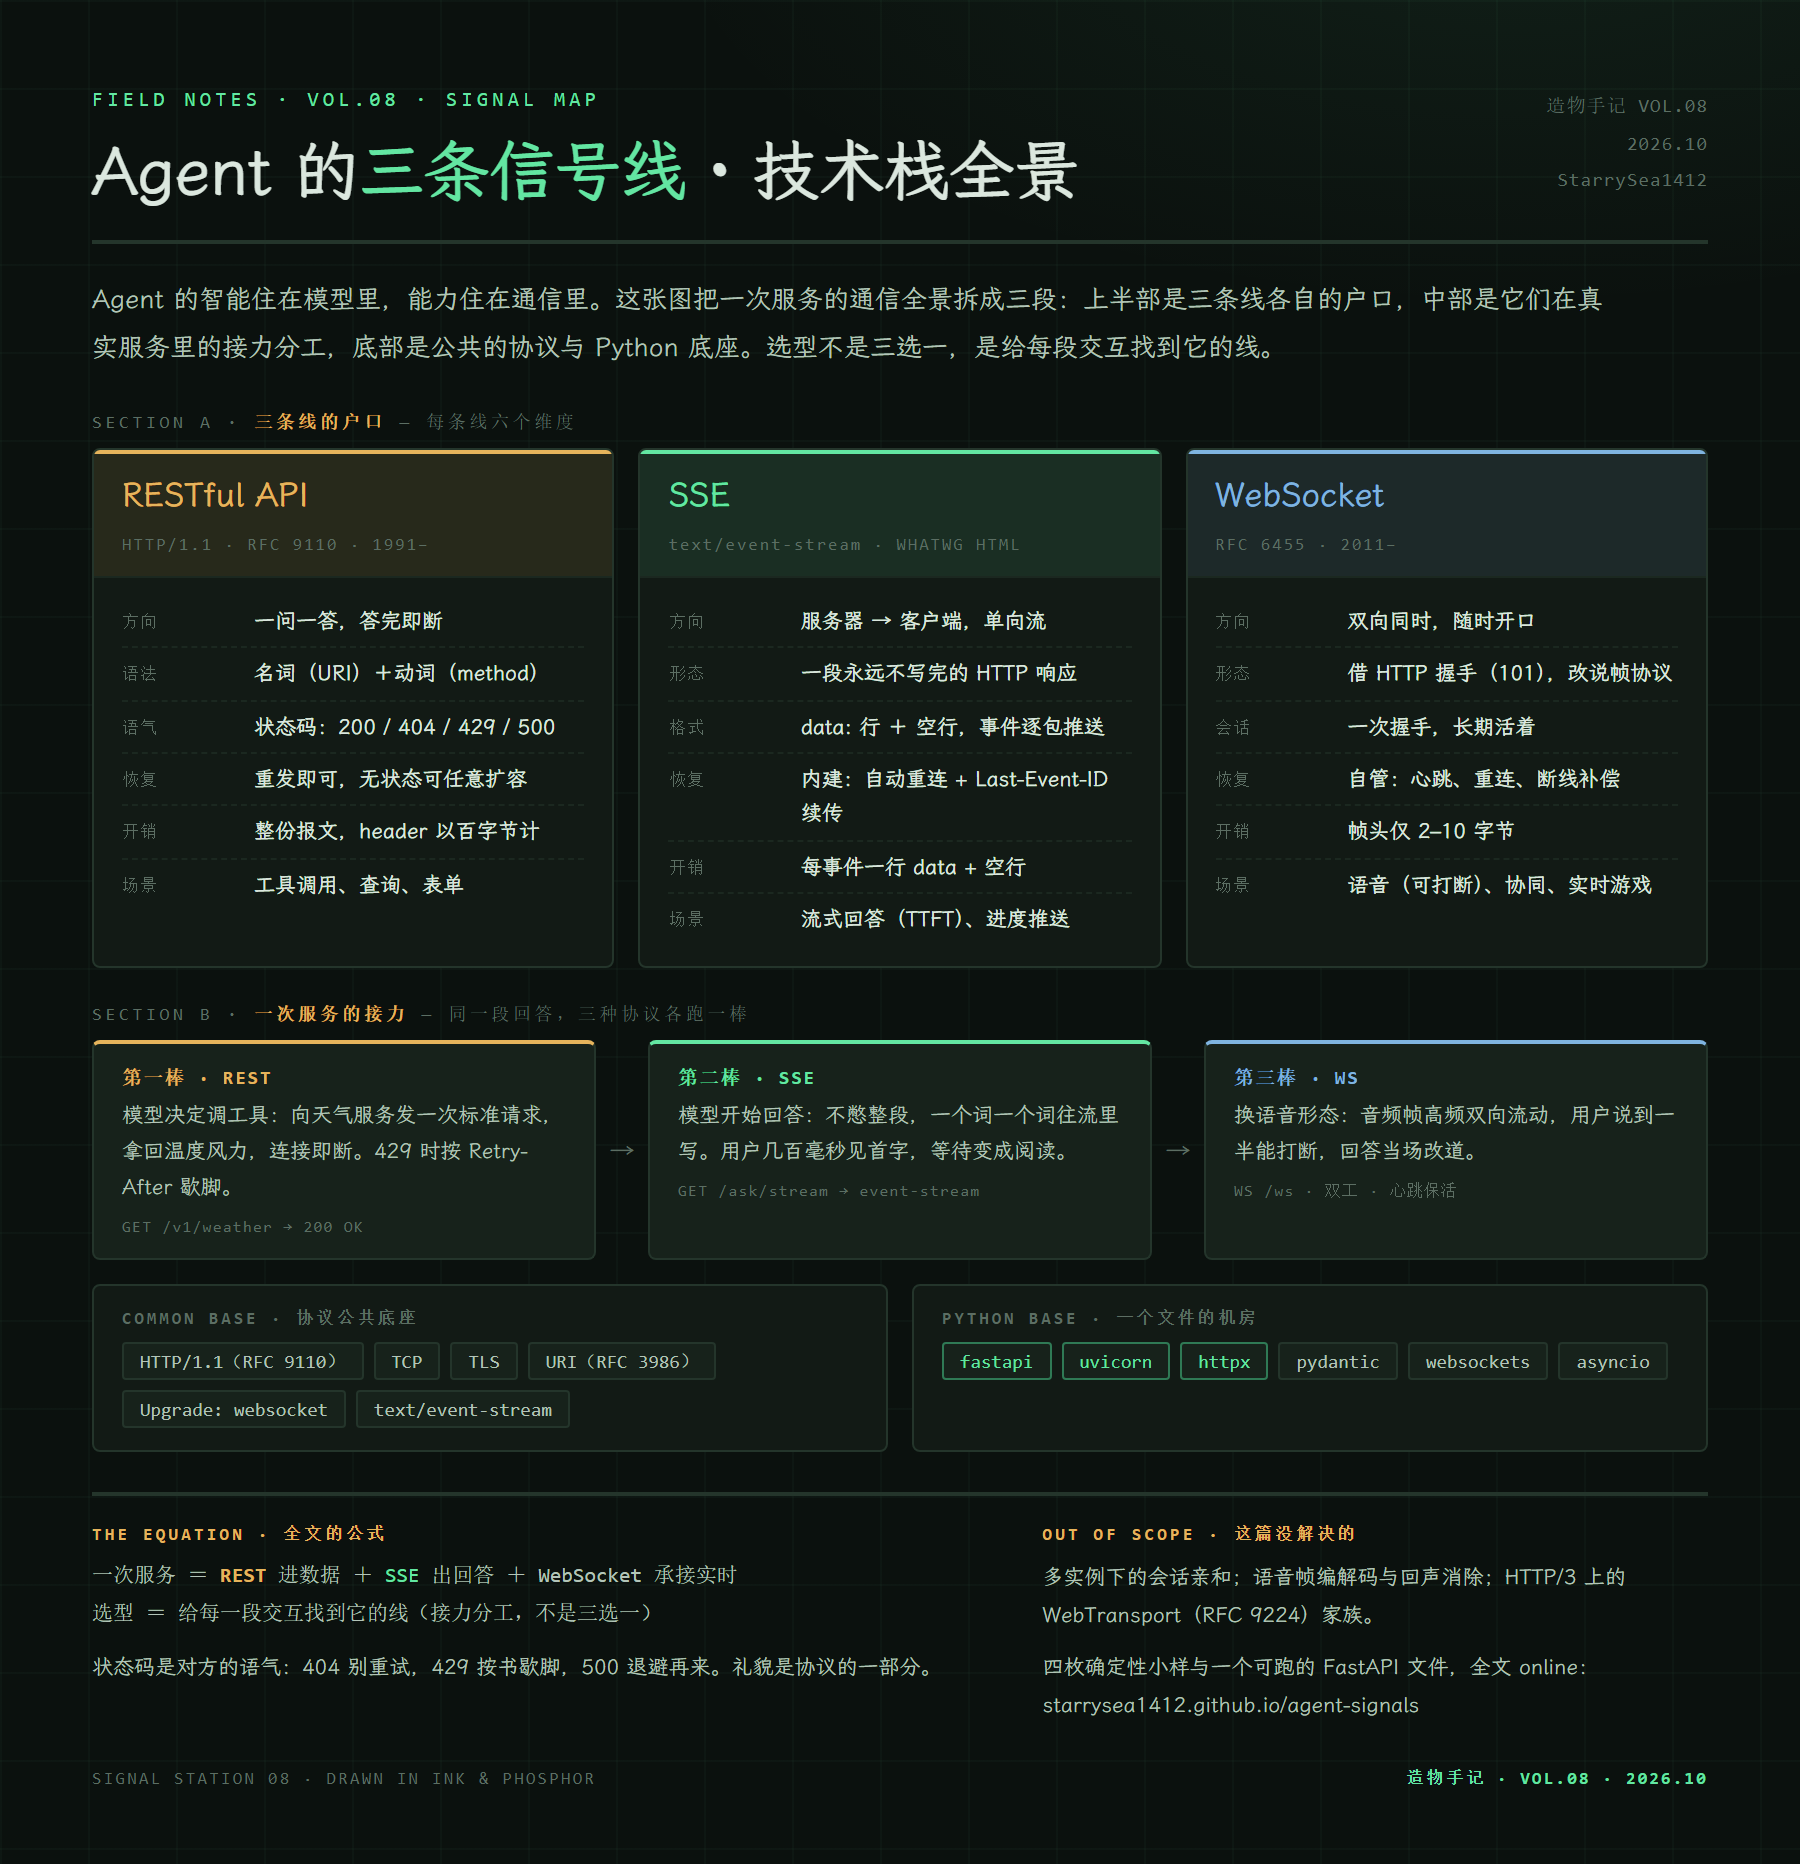 FIELD NOTES · VOL.08 · SIGNAL MAP
Agent 的三条信号线·技术栈全景
造物手记 VOL.08
2026.10
StarrySea1412
Agent 的智能住在模型里，能力住在通信里。这张图把一次服务的通信全景拆成三段：上半部是三条线各自的户口，中部是它们在真
实服务里的接力分工，底部是公共的协议与 Python 底座。选型不是三选一，是给每段交互找到它的线。
SECTION A · 三条线的户口 — 每条线六个维度
RESTful API
HTTP/1.1 · RFC 9110 · 1991–
方向 一问一答，答完即断
语法 名词（URI）＋动词（method）
语气 状态码：200 / 404 / 429 / 500
恢复 重发即可，无状态可任意扩容
开销 整份报文，header 以百字节计
场景 工具调用、查询、表单
SSE
text/event-stream · WHATWG HTML
方向 服务器 → 客户端，单向流
形态 一段永远不写完的 HTTP 响应
格式 data: 行 ＋ 空行，事件逐包推送
恢复 内建：自动重连 + Last-Event-ID
续传
开销 每事件一行 data + 空行
场景 流式回答（TTFT）、进度推送
WebSocket
RFC 6455 · 2011–
方向 双向同时，随时开口
形态 借 HTTP 握手（101），改说帧协议
会话 一次握手，长期活着
恢复 自管：心跳、重连、断线补偿
开销 帧头仅 2–10 字节
场景 语音（可打断）、协同、实时游戏
SECTION B · 一次服务的接力 — 同一段回答，三种协议各跑一棒
第一棒 · REST
模型决定调工具：向天气服务发一次标准请求，
拿回温度风力，连接即断。429 时按 Retry-
After 歇脚。
GET /v1/weather → 200 OK
→
第二棒 · SSE
模型开始回答：不憋整段，一个词一个词往流里
写。用户几百毫秒见首字，等待变成阅读。
GET /ask/stream → event-stream
→
第三棒 · WS
换语音形态：音频帧高频双向流动，用户说到一
半能打断，回答当场改道。
WS /ws · 双工 · 心跳保活
COMMON BASE · 协议公共底座
HTTP/1.1（RFC 9110） TCP TLS URI（RFC 3986）
Upgrade: websocket text/event-stream
PYTHON BASE · 一个文件的机房
fastapi uvicorn httpx pydantic websockets asyncio
THE EQUATION · 全文的公式
一次服务 ＝ REST 进数据 ＋ SSE 出回答 ＋ WebSocket 承接实时
选型 ＝ 给每一段交互找到它的线（接力分工，不是三选一）
状态码是对方的语气：404 别重试，429 按书歇脚，500 退避再来。礼貌是协议的一部分。
OUT OF SCOPE · 这篇没解决的
多实例下的会话亲和；语音帧编解码与回声消除；HTTP/3 上的
WebTransport（RFC 9224）家族。
四枚确定性小样与一个可跑的 FastAPI 文件，全文 online：
starrysea1412.github.io/agent-signals
SIGNAL STATION 08 · DRAWN IN INK & PHOSPHOR
造物手记 · VOL.08 · 2026.10